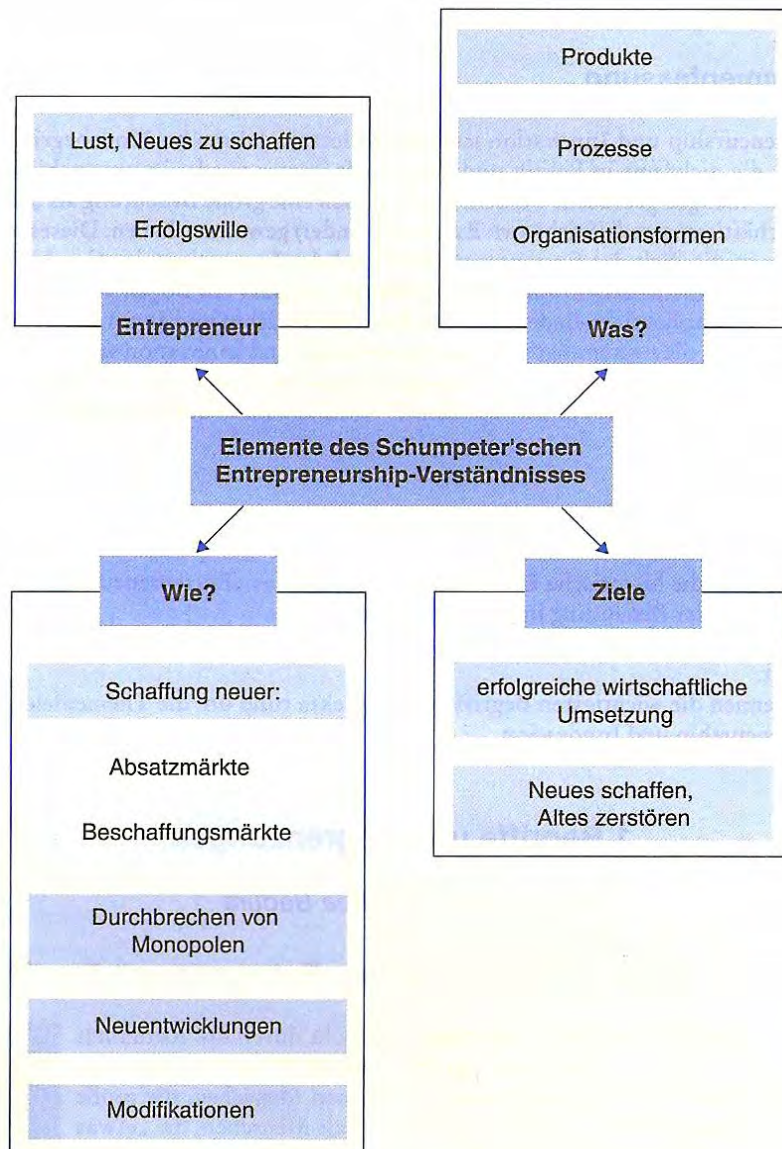 Produkte
Prozesse
Organisationsformen
Was?
Lust, Neues zu schaffen
Erfolgswille
Entrepreneur
Elemente des Schumpeter'schen
Entrepreneurship-Verständnisses
Wie?
Schaffung neuer:
Absatzmärkte
Beschaffungsmärkte
Durchbrechen von
Monopolen
Neuentwicklungen
Modifikationen
Ziele
erfolgreiche wirtschaftliche
Umsetzung
Neues schaffen,
Altes zerstören